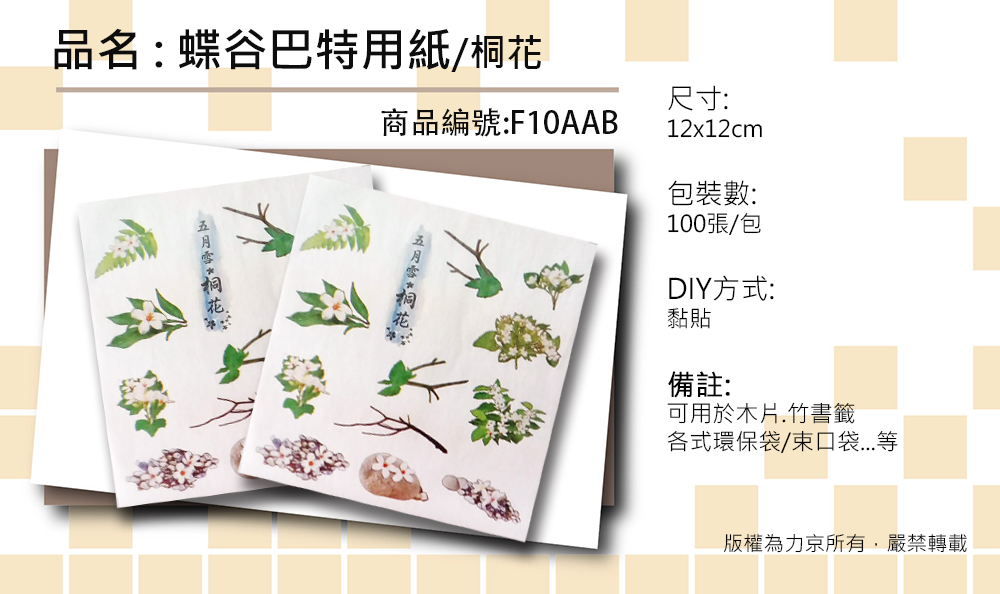 品名 : 蝶谷巴特用紙/桐花
商品編號:F10AAB
尺寸:
12x12cm
包裝數:
100張/包
DIY方式:
黏貼
備註:
可用於木片.竹書籤
各式環保袋/束口袋...等
五月雪*桐花
五月雪*桐花
版權為力京所有，嚴禁轉載